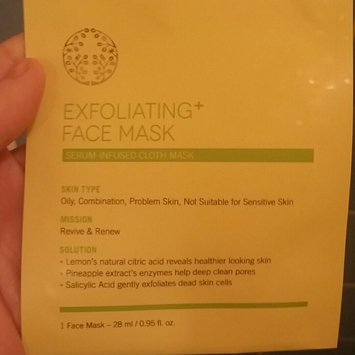 EXFOLIATING+
FACE MASK
SERUM INFUSED CLOTH MASK
SKIN TYPE
Oily, Combination, Problem Skin, Not Suitable for Sensitive Skin
MISSION
Revive & Renew
SOLUTION
• Lemon's natural citric acid reveals healthier looking skin
• Pineapple extract's enzymes help deep clean pores
• Salicylic Acid gently exfoliates dead skin cells
1 Face Mask – 28 ml / 0.95 fl. oz.